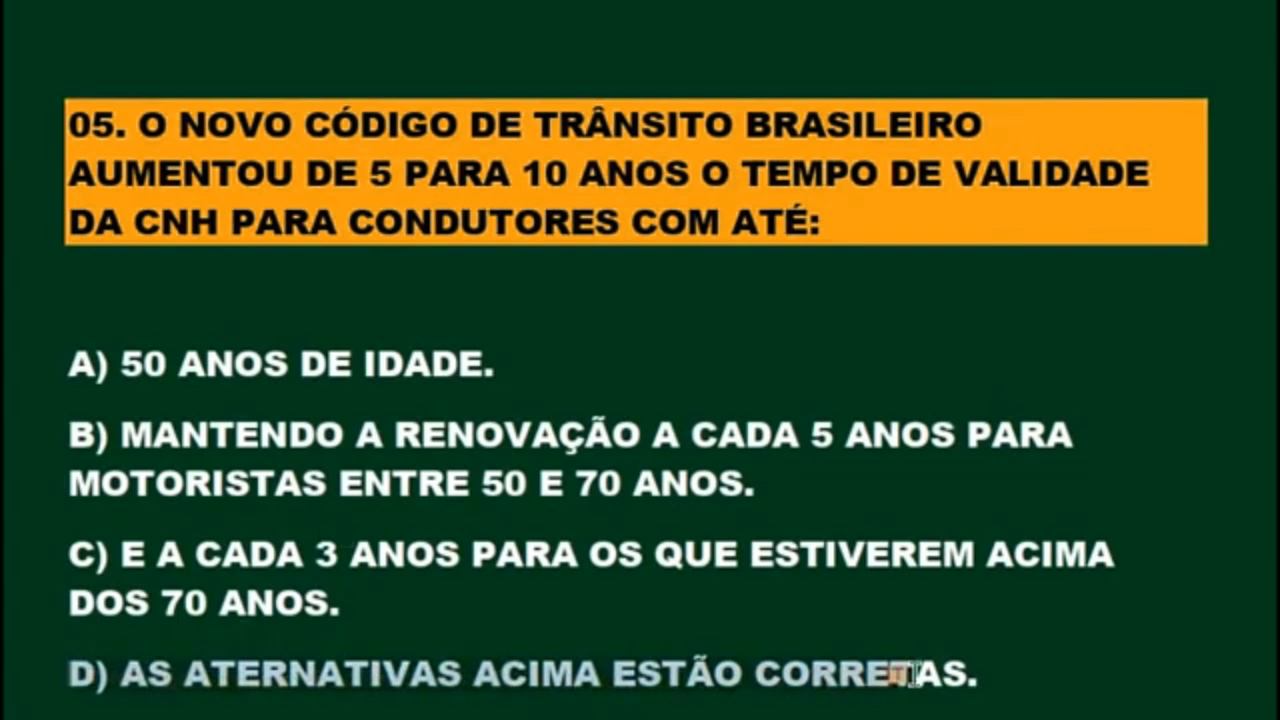 05. O NOVO CÓDIGO DE TRÂNSITO BRASILEIRO
AUMENTOU DE 5 PARA 10 ANOS O TEMPO DE VALIDADE
DA CNH PARA CONDUTORES COM ATÉ:
A) 50 ANOS DE IDADE.
B) MANTENDO A RENOVAÇÃO A CADA 5 ANOS PARA
MOTORISTAS ENTRE 50 E 70 ANOS.
C) E A CADA 3 ANOS PARA OS QUE ESTIVEREM ACIMA
DOS 70 ANOS.
D) AS ATERNATIVAS ACIMA ESTÃO CORRETAS.